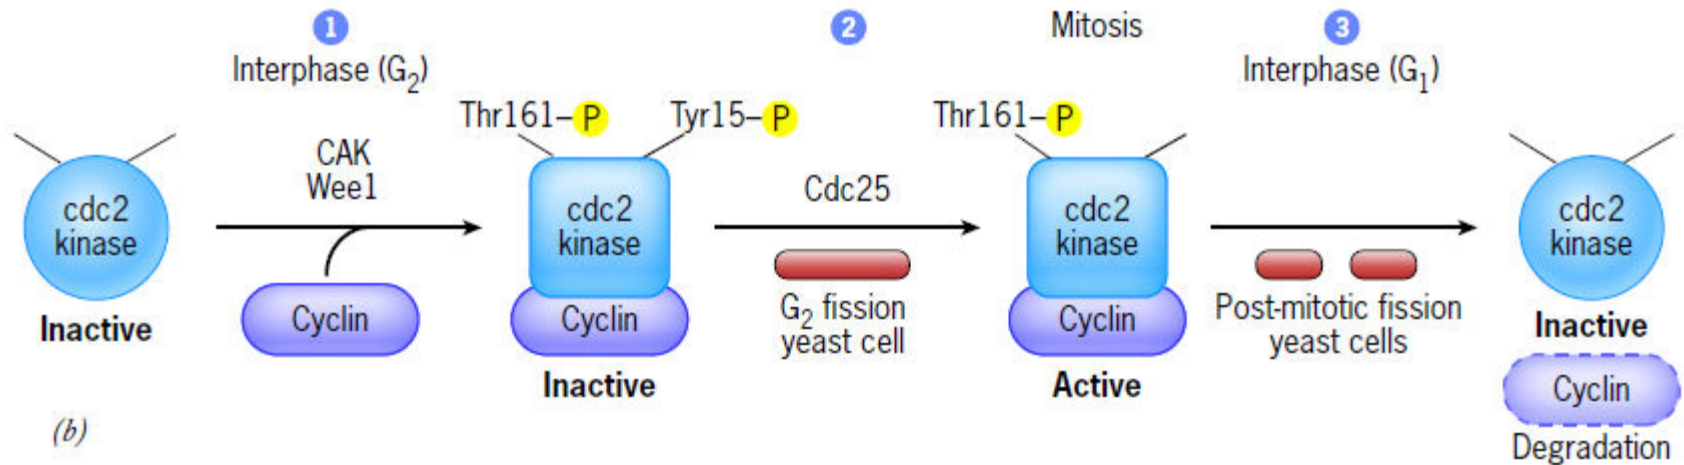 1
Interphase (G2)
2
Mitosis
3
Interphase (G1)
cdc2
kinase
Inactive
CAK
Wee1
Cyclin
Thr161–P
Tyr15–P
cdc2
kinase
Cyclin
Inactive
Cdc25
G2 fission
yeast cell
Thr161–P
cdc2
kinase
Cyclin
Active
Post-mitotic fission
yeast cells
cdc2
kinase
Inactive
Cyclin
Degradation
(b)